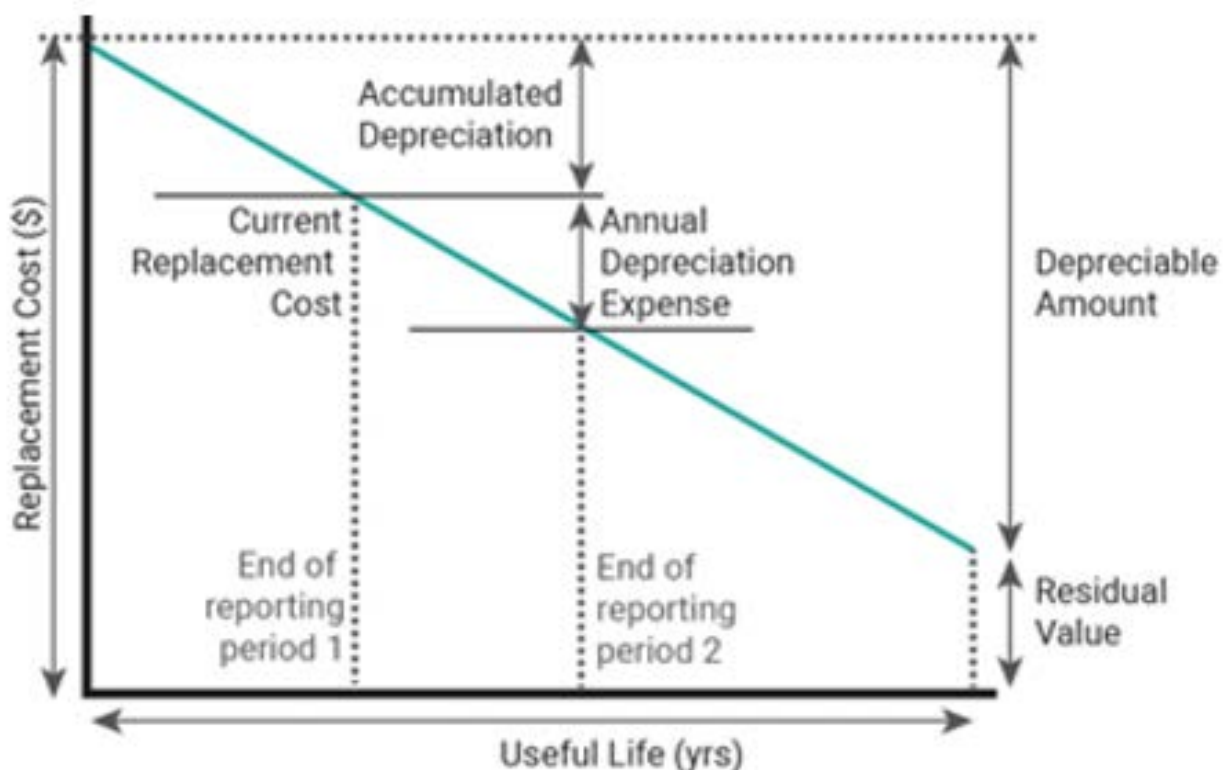 Replacement Cost ($)
Accumulated
Depreciation
Current
Replacement
Cost
Annual
Depreciation
Expense
Depreciable
Amount
End of
reporting
period 1
End of
reporting
period 2
Residual
Value
Useful Life (yrs)